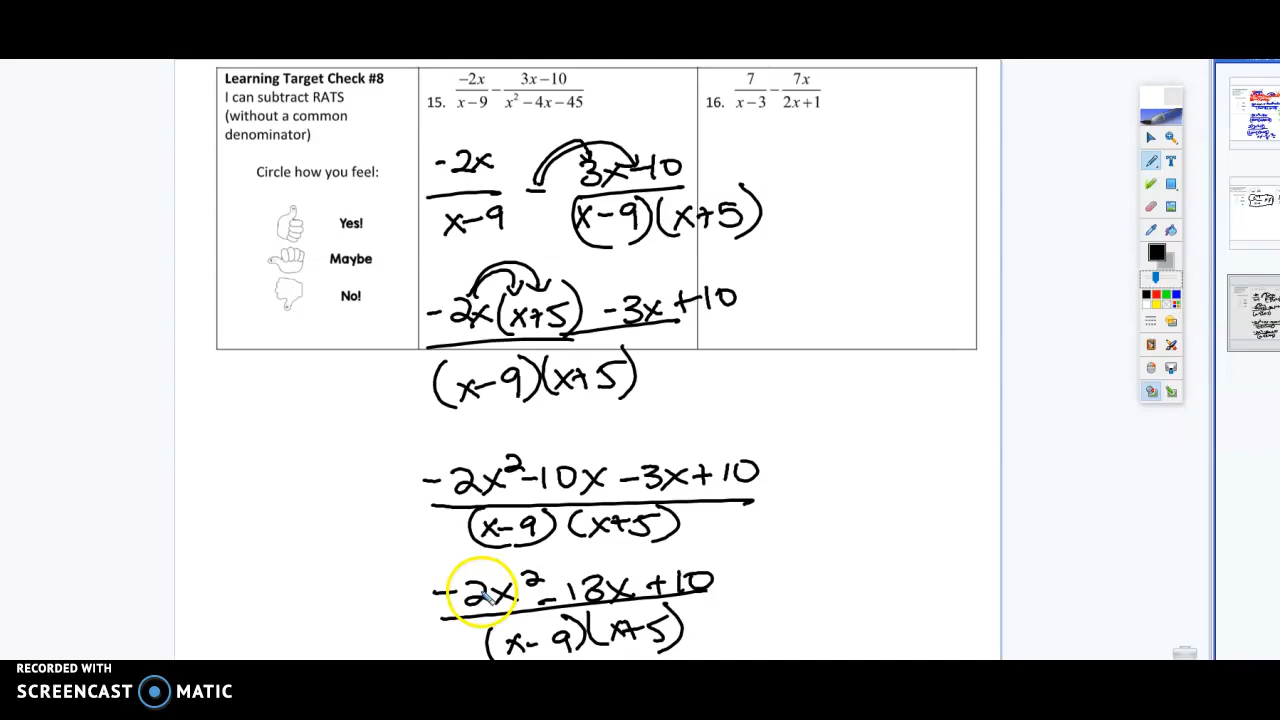 Learning Target Check #8
I can subtract RATS
(without a common
denominator)
Circle how you feel:
Yes!
Maybe
No!
15. -2x/(x-9) - (3x-10)/(x²-4x-45)
-2x - 3x-10
x-9 (x-9)(x+5)
-2x(x+5) -3x+10
(x-9)(x+5)
-2x²-10x-3x+10
(x-9)(x+5)
-2x²-13x+10
(x-9)(x+5)
16. 7/(x-3) - 7x/(2x+1)
RECORDED WITH
SCREENCAST MATIC